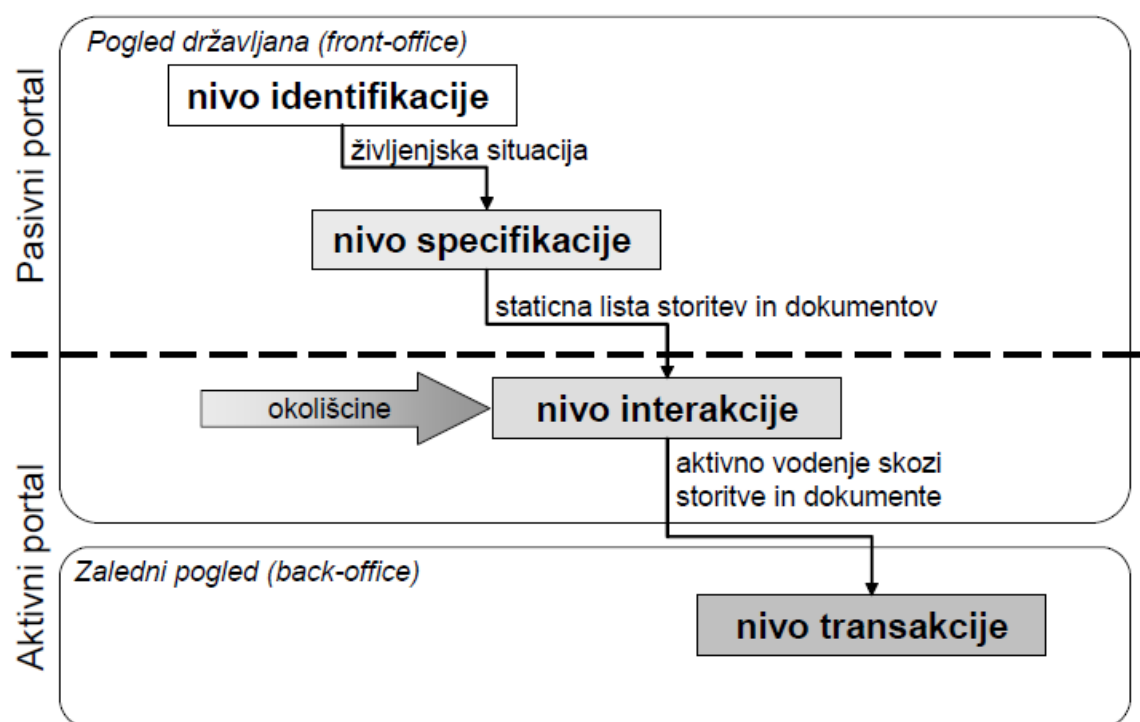 Pogled državljana (front-office)
Pasivni portal
nivo identifikacije
življenjska situacija
nivo specifikacije
staticna lista storitev in dokumentov
okolišcine
nivo interakcije
aktivno vodenje skozi
storitve in dokumente
Aktivni portal
Zaledni pogled (back-office)
nivo transakcije